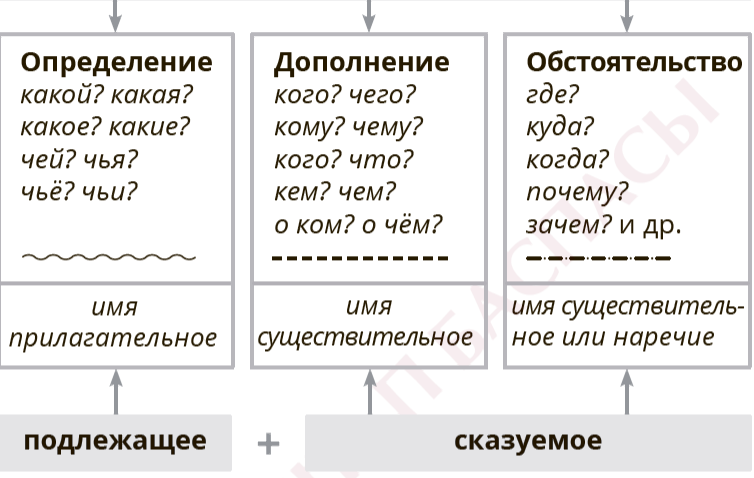 Определение
какой? какая?
какое? какие?
чей? чья?
чьё? чьи?
имя
прилагательное
Дополнение
кого? чего?
кому? чему?
кого? что?
кем? чем?
о ком? о чём?
имя
существительное
Обстоятельство
где?
куда?
когда?
почему?
зачем? и др.
имя существитель-
ное или наречие
подлежащее + сказуемое
БАСПАСЫ